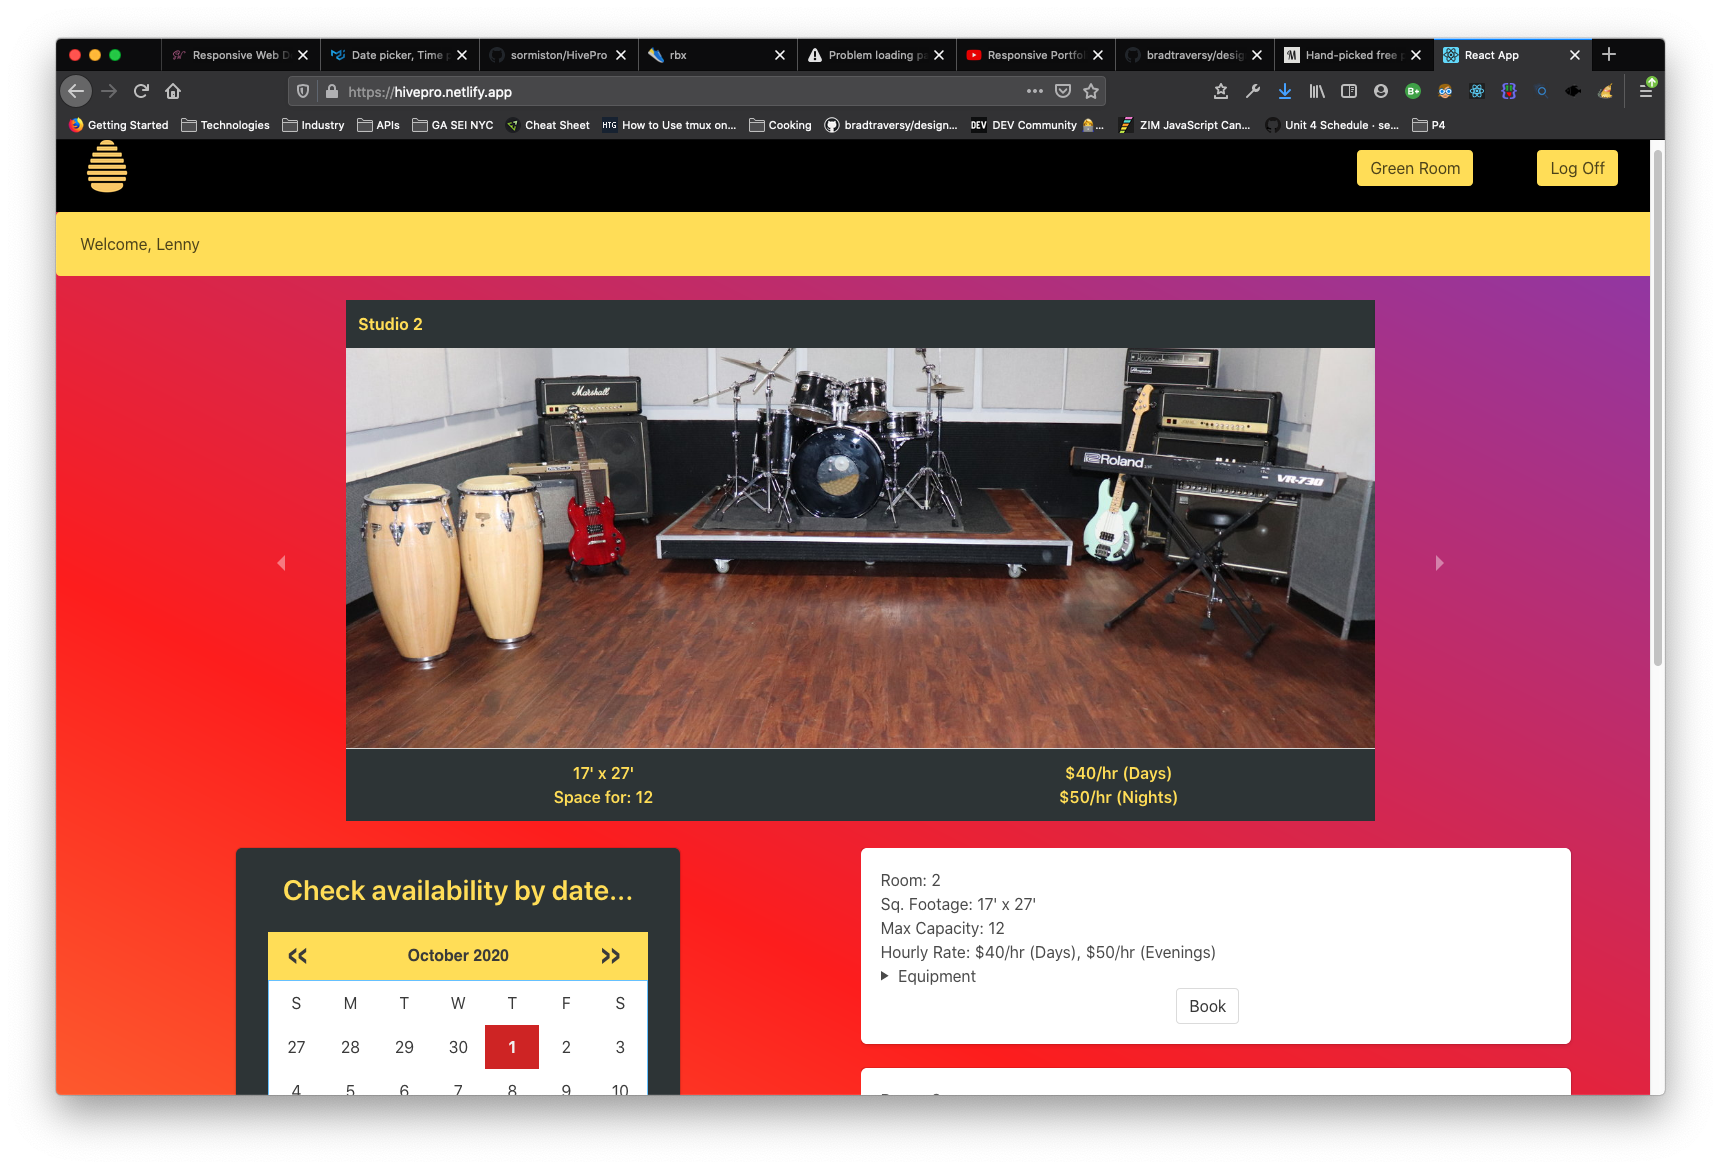 Responsive Web D
Date picker, Time p
sormiston/HivePro
rbx
Problem loading pa
Responsive Portfol
bradtraversy/desig
Hand-picked free p
React App
https://hivepro.netlify.app
Getting Started
Technologies
Industry
APIs
GA SEI NYC
Cheat Sheet
HTG How to Use tmux on...
Cooking
bradtraversy/design...
DEV DEV Community
ZIM JavaScript Can...
Unit 4 Schedule · se...
P4
Green Room
Log Off
Welcome, Lenny
Studio 2
Marshall
Roland
VR-730
17' x 27'
Space for: 12
$40/hr (Days)
$50/hr (Nights)
Check availability by date...
« October 2020 »
S M T W T F S
27 28 29 30 1 2 3
4 5 6 7 8 9 10
Room: 2
Sq. Footage: 17' x 27'
Max Capacity: 12
Hourly Rate: $40/hr (Days), $50/hr (Evenings)
Equipment
Book